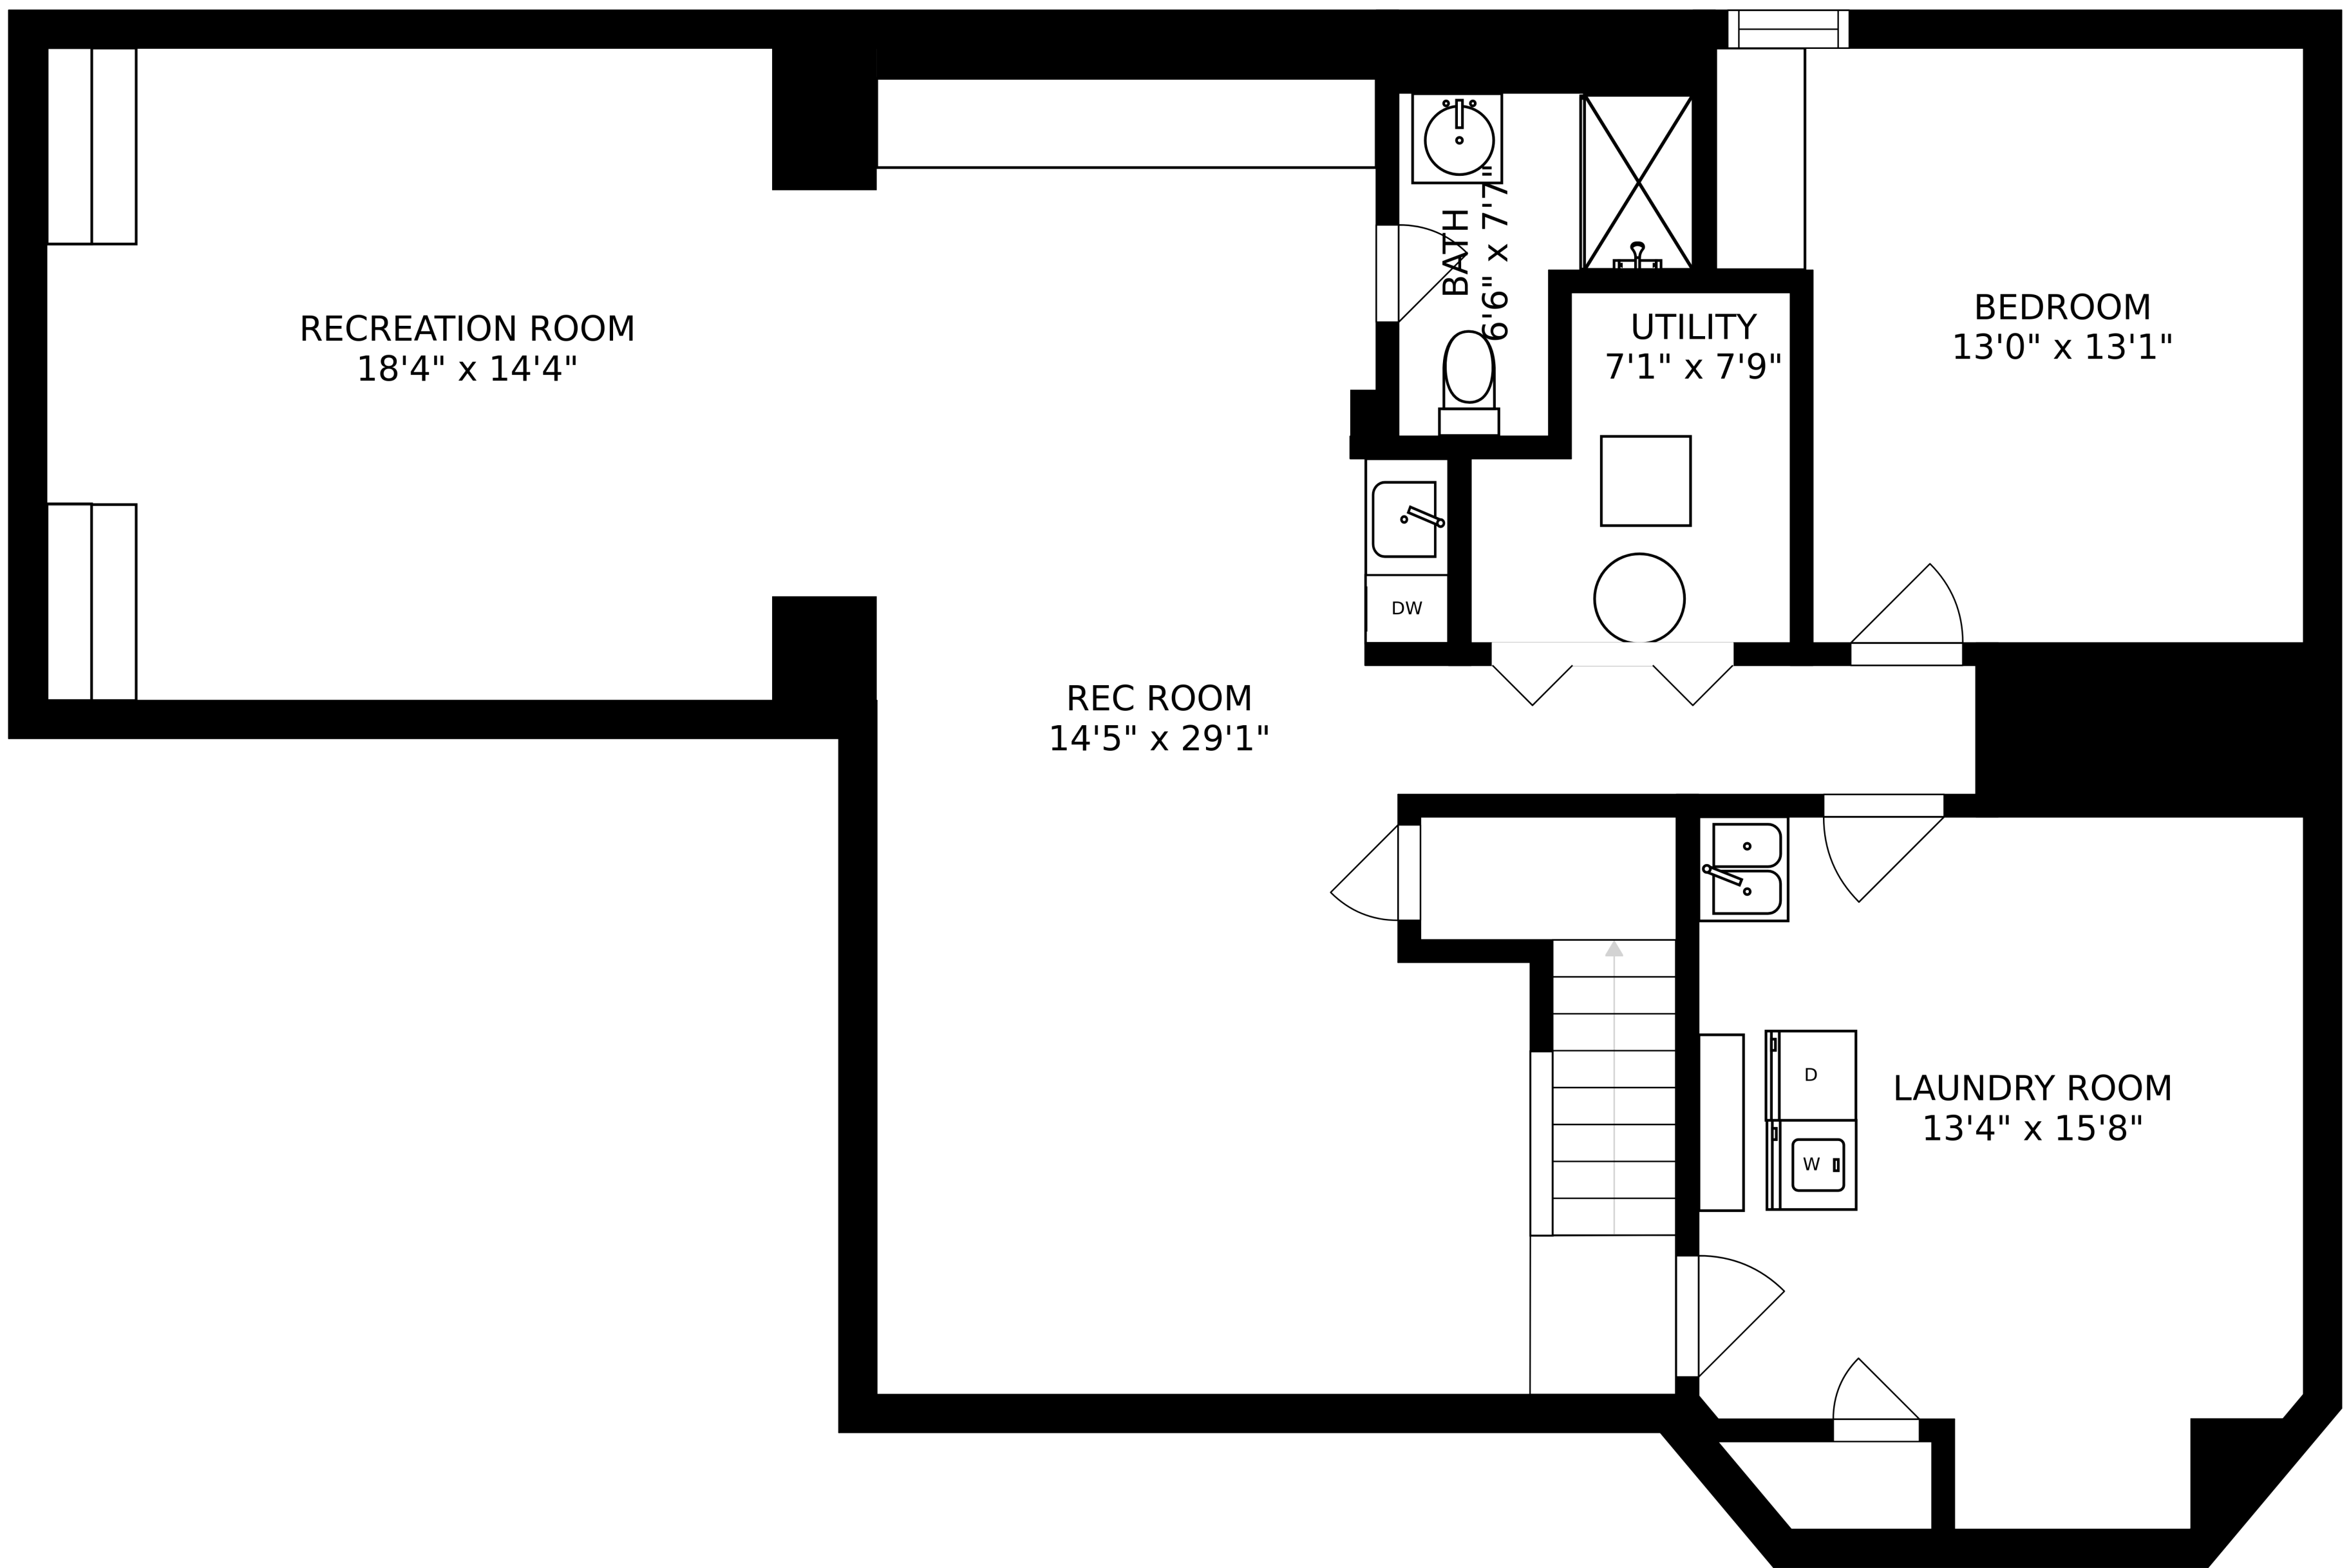 RECREATION ROOM
18'4" x 14'4"
BATH
6'6" x 7'7"
UTILITY
7'1" x 7'9"
BEDROOM
13'0" x 13'1"
DW
REC ROOM
14'5" x 29'1"
D
W
LAUNDRY ROOM
13'4" x 15'8"